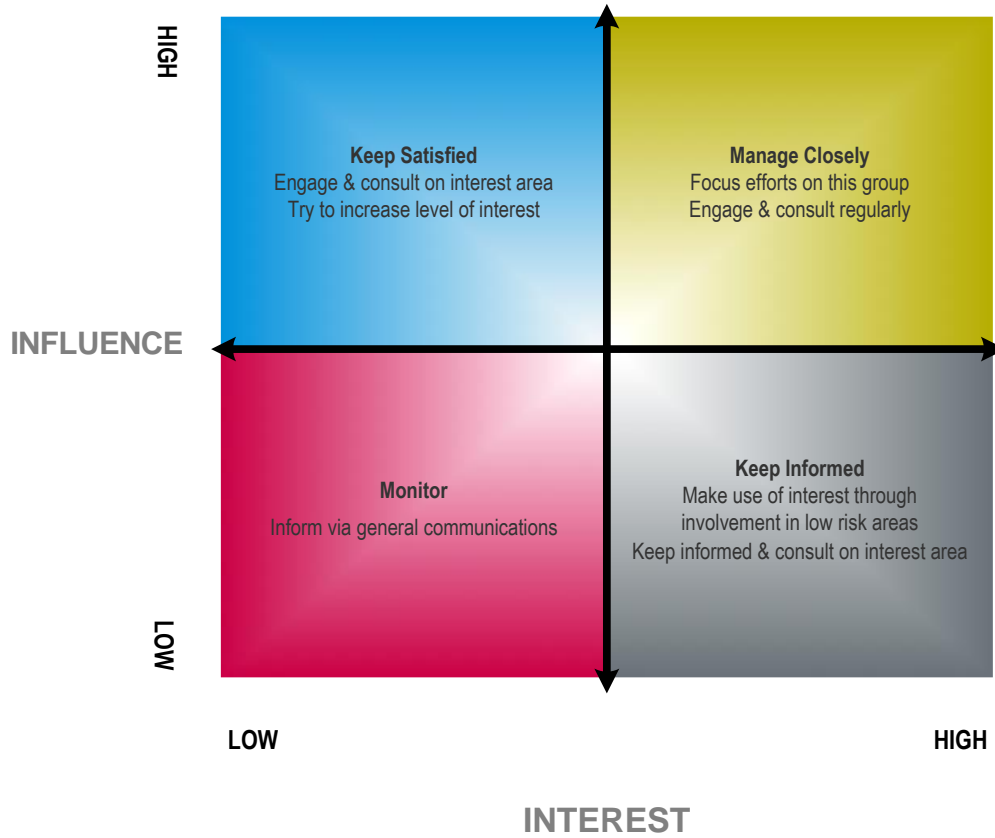 HIGH
Keep Satisfied
Engage & consult on interest area
Try to increase level of interest
Manage Closely
Focus efforts on this group
Engage & consult regularly
INFLUENCE
Monitor
Inform via general communications
Keep Informed
Make use of interest through
involvement in low risk areas
Keep informed & consult on interest area
LOW
LOW
HIGH
INTEREST